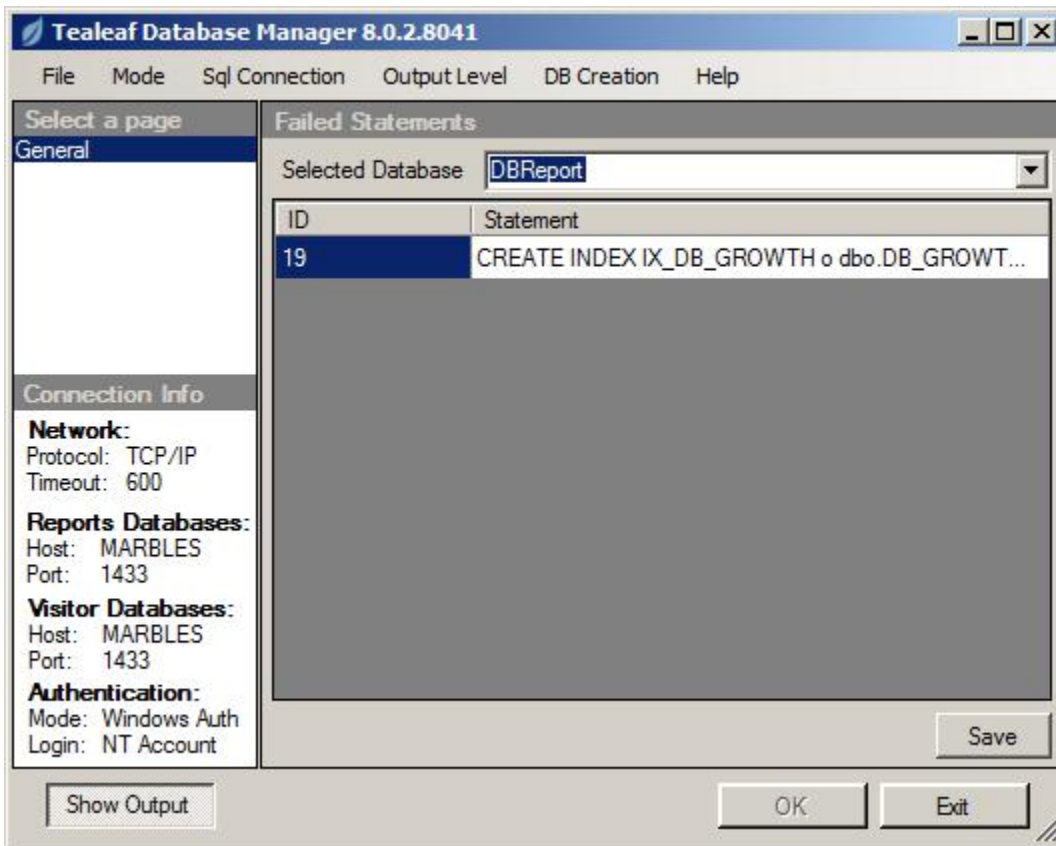 Tealeaf Database Manager 8.0.2.8041
File Mode Sql Connection Output Level DB Creation Help
Select a page
General
Failed Statements
Selected Database DBReport
ID Statement
19 CREATE INDEX IX_DB_GROWTH o dbo.DB_GROWT...
Connection Info
Network:
Protocol: TCP/IP
Timeout: 600
Reports Databases:
Host: MARBLES
Port: 1433
Visitor Databases:
Host: MARBLES
Port: 1433
Authentication:
Mode: Windows Auth
Login: NT Account
Save
Show Output
OK Exit